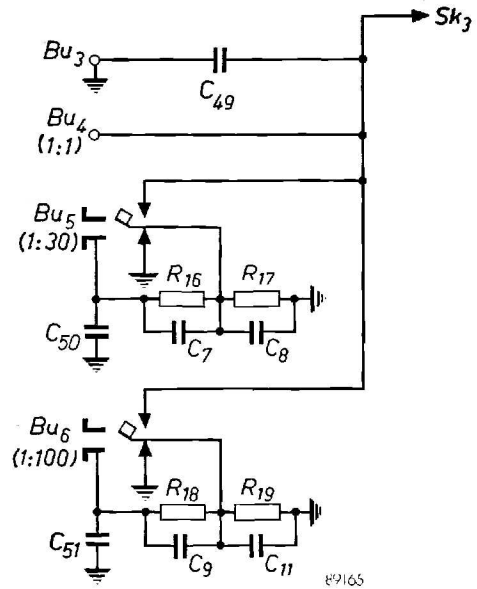 Sk3
Bu3
C49
Bu4
(1:1)
Bu5
(1:30)
R16
R17
C50
C7
C8
Bu6
(1:100)
R18
R19
C51
C9
C11
89165